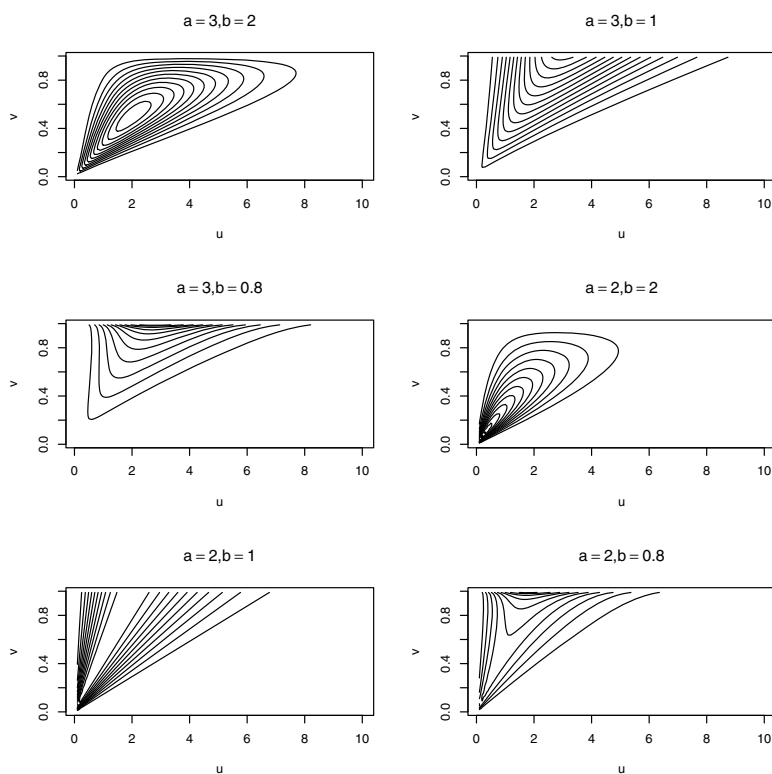 a = 3,b = 2
0.0 0.4 0.8
v
0 2 4 6 8 10
u
a = 3,b = 1
0.0 0.4 0.8
v
0 2 4 6 8 10
u
a = 3,b = 0.8
0.0 0.4 0.8
v
0 2 4 6 8 10
u
a = 2,b = 2
0.0 0.4 0.8
v
0 2 4 6 8 10
u
a = 2,b = 1
0.0 0.4 0.8
v
0 2 4 6 8 10
u
a = 2,b = 0.8
0.0 0.4 0.8
v
0 2 4 6 8 10
u